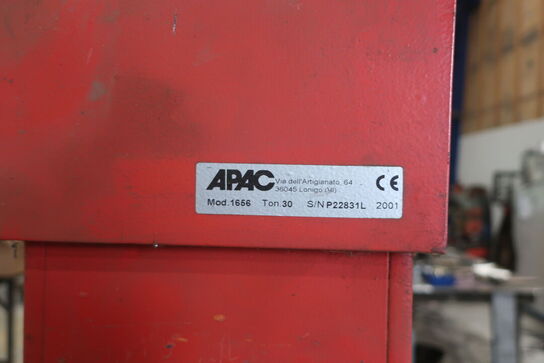 APAC Via dell'Artigianato, 64
36045 Lonigo (VI) CE
Mod.1656 Ton.30 S/N P22831L 2001